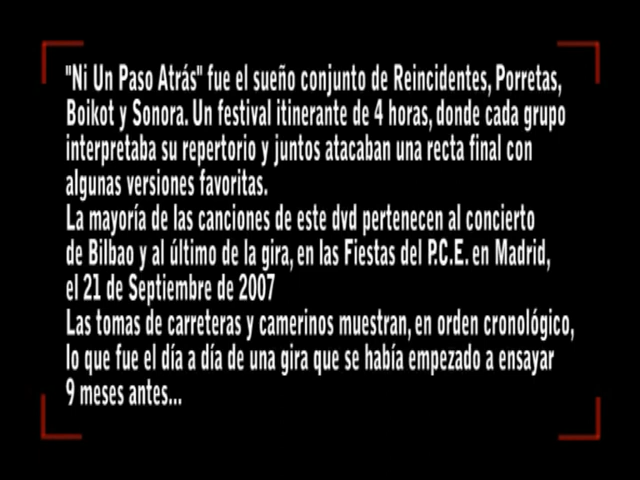 "Ni Un Paso Atrás" fue el sueño conjunto de Reincidentes, Porretas,
Boikot y Sonora. Un festival itinerante de 4 horas, donde cada grupo
interpretaba su repertorio y juntos atacaban una recta final con
algunas versiones favoritas.
La mayoría de las canciones de este dvd pertenecen al concierto
de Bilbao y al último de la gira, en las Fiestas del P.C.E. en Madrid,
el 21 de Septiembre de 2007
Las tomas de carreteras y camerinos muestran, en orden cronológico,
lo que fue el día a día de una gira que se había empezado a ensayar
9 meses antes...